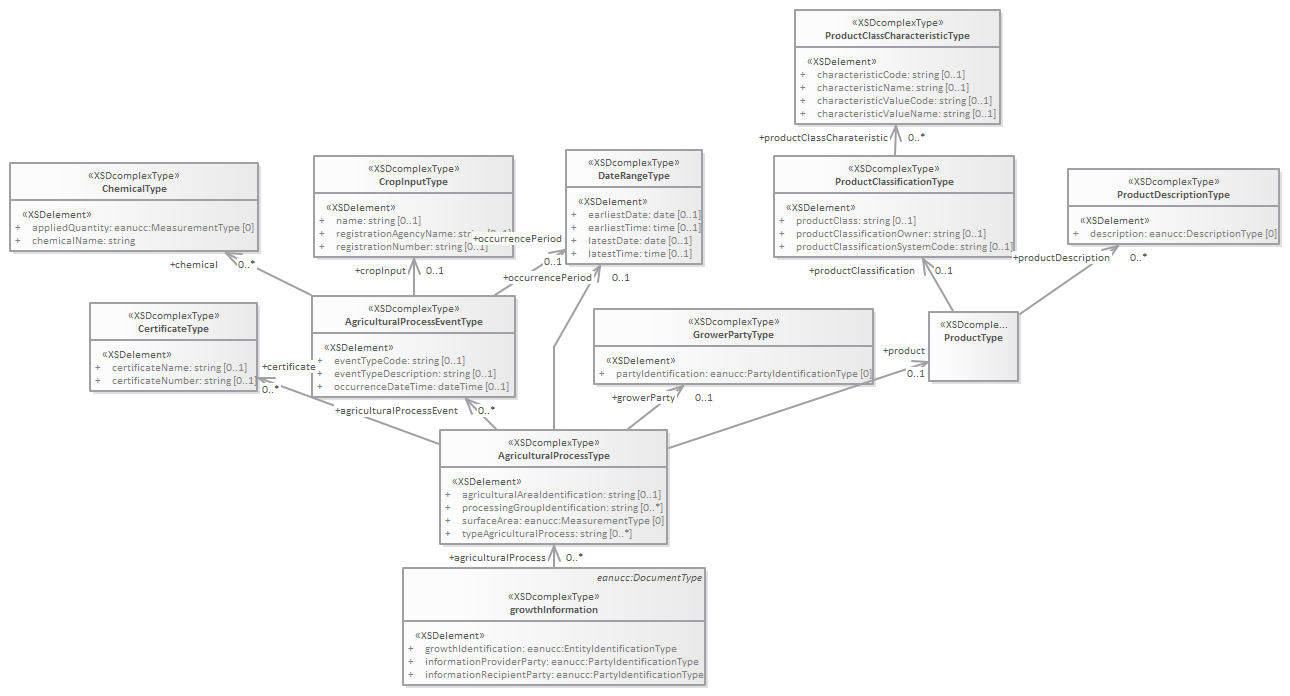 «XSDcomplexType»
ProductClassCharacteristicType
«XSDelement»
+ characteristicCode: string [0..1]
+ characteristicName: string [0..1]
+ characteristicValueCode: string [0..1]
+ characteristicValueName: string [0..1]
+productClassCharateristic 0..*
«XSDcomplexType»
ChemicalType
«XSDelement»
+ appliedQuantity: eanucc:MeasurementType [0]
+ chemicalName: string
+chemical 0..*
«XSDcomplexType»
CropInputType
«XSDelement»
+ name: string [0..1]
+ registrationAgencyName:
+ registrationNumber: string [0..1]
+cropInput 0..1
«XSDcomplexType»
DateRangeType
«XSDelement»
+ earliestDate: date [0..1]
+ earliestTime: time [0..1]
+ latestDate: date [0..1]
+ latestTime: time [0..1]
+occurrencePeriod
0..1
+occurrencePeriod 0..1
«XSDcomplexType»
ProductClassificationType
«XSDelement»
+ productClass: string [0..1]
+ productClassificationOwner: string [0..1]
+ productClassificationSystemCode: string [0..1]
+productClassification 0..1
«XSDcomplexType»
ProductDescriptionType
«XSDelement»
+ description: eanucc:DescriptionType [0]
+productDescription 0..*
«XSDcomplexType»
CertificateType
«XSDelement»
+ certificateName: string [0..1]
+ certificateNumber: string [0..1]
+certificate
0..*
«XSDcomplexType»
AgriculturalProcessEventType
«XSDelement»
+ eventTypeCode: string [0..1]
+ eventTypeDescription: string [0..1]
+ occurrenceDateTime: dateTime [0..1]
+agriculturalProcessEvent 0..*
«XSDcomplexType»
GrowerPartyType
«XSDelement»
+ partyIdentification: eanucc:PartyIdentificationType [0]
+growerParty 0..1
«XSDcomple...
ProductType
+product
0..1
«XSDcomplexType»
AgriculturalProcessType
«XSDelement»
+ agriculturalAreaIdentification: string [0..1]
+ processingGroupIdentification: string [0..*]
+ surfaceArea: eanucc:MeasurementType [0]
+ typeAgriculturalProcess: string [0..*]
+agriculturalProcess 0..*
eanucc:DocumentType
«XSDcomplexType»
growthInformation
«XSDelement»
+ growthIdentification: eanucc:EntityIdentificationType
+ informationProviderParty: eanucc:PartyIdentificationType
+ informationRecipientParty: eanucc:PartyIdentificationType